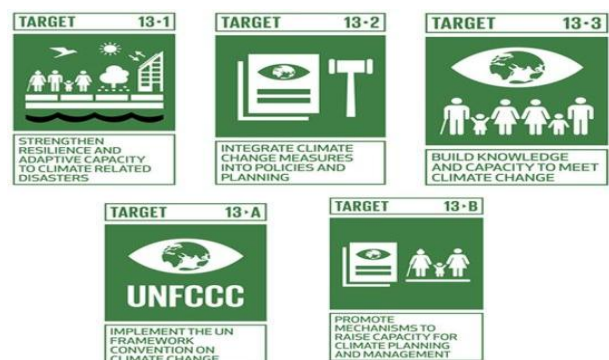 TARGET 13·1
STRENGTHEN
RESILIENCE AND
ADAPTIVE CAPACITY
TO CLIMATE RELATED
DISASTERS
TARGET 13·2
INTEGRATE CLIMATE
CHANGE MEASURES
INTO POLICIES AND
PLANNING
TARGET 13·3
BUILD KNOWLEDGE
AND CAPACITY TO MEET
CLIMATE CHANGE
TARGET 13·A
UNFCCC
IMPLEMENT THE UN
FRAMEWORK
CONVENTION ON
CLIMATE CHANGE
TARGET 13·B
PROMOTE
MECHANISMS TO
RAISE CAPACITY FOR
CLIMATE PLANNING
AND MANAGEMENT